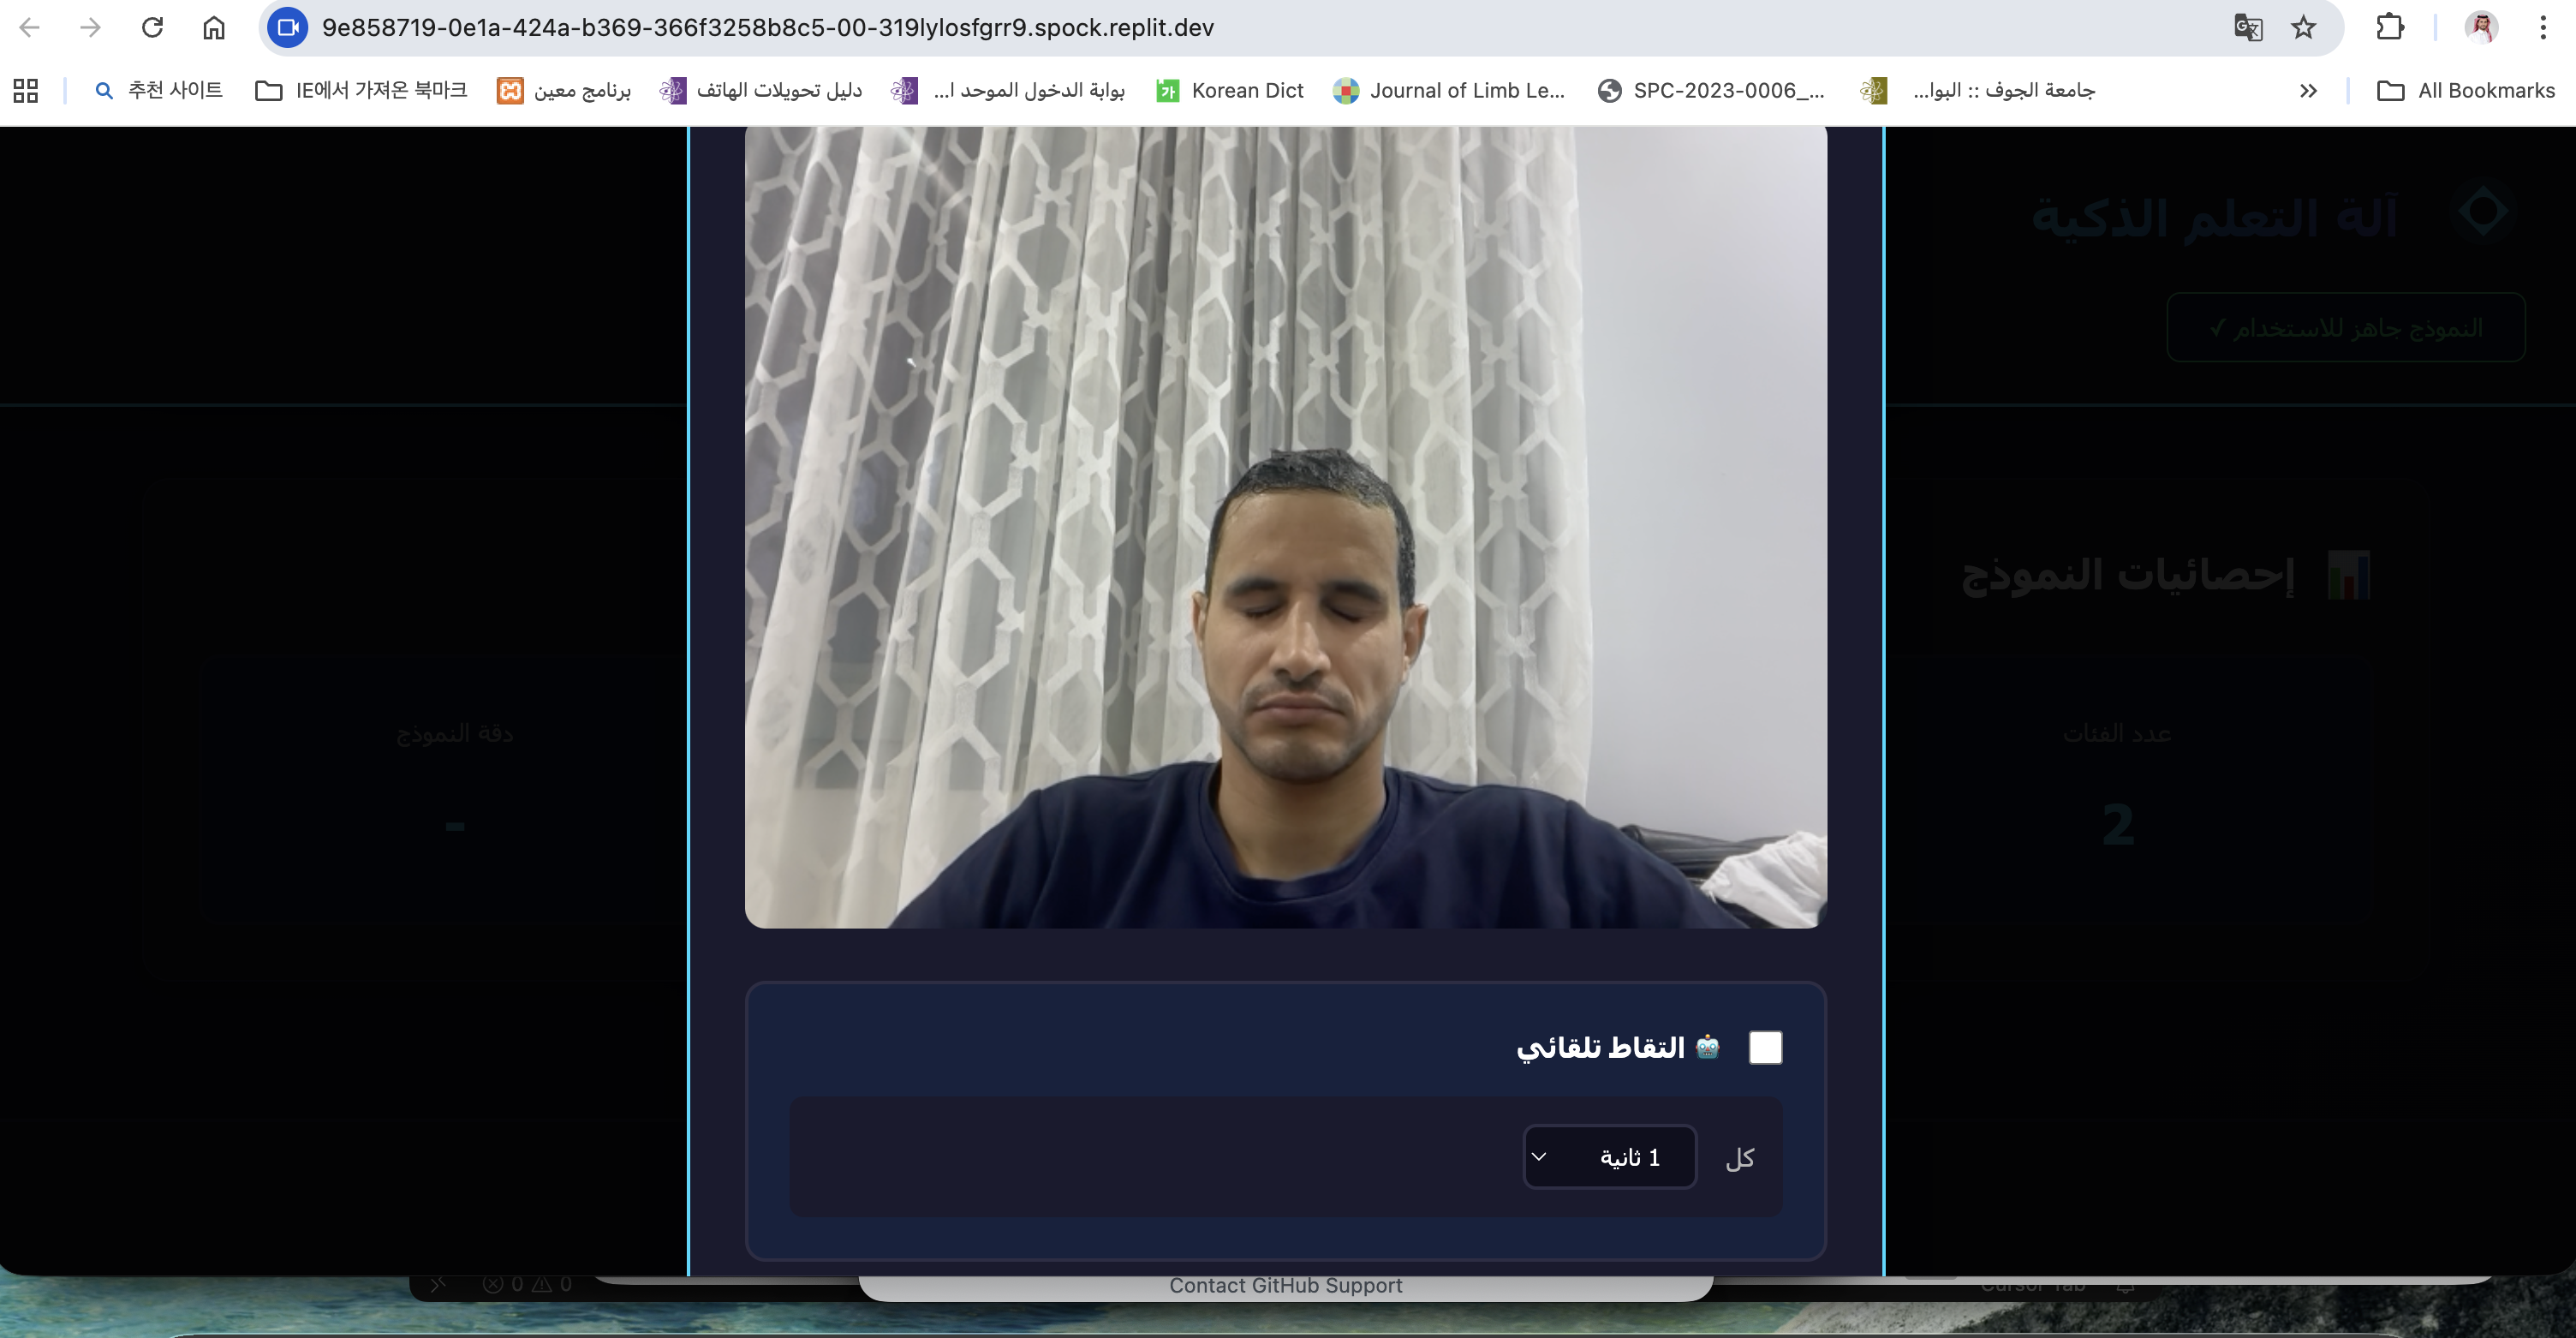 9e858719-0e1a-424a-b369-366f3258b8c5-00-319lylosfgrr9.spock.replit.dev
추천 사이트
IE에서 가져온 북마크
برنامج معين
دليل تحويلات الهاتف
بوابة الدخول الموحد ا...
Korean Dict
Journal of Limb Le...
SPC-2023-0006_...
جامعة الجوف :: البوا...
All Bookmarks
آلة التعلم الذكية
النموذج جاهز للاستخدام ✓
إحصائيات النموذج
عدد الفئات
2
دقة النموذج
-
التقاط تلقائي
كل
1 ثانية
0
0
Contact GitHub Support
Cursor Tab